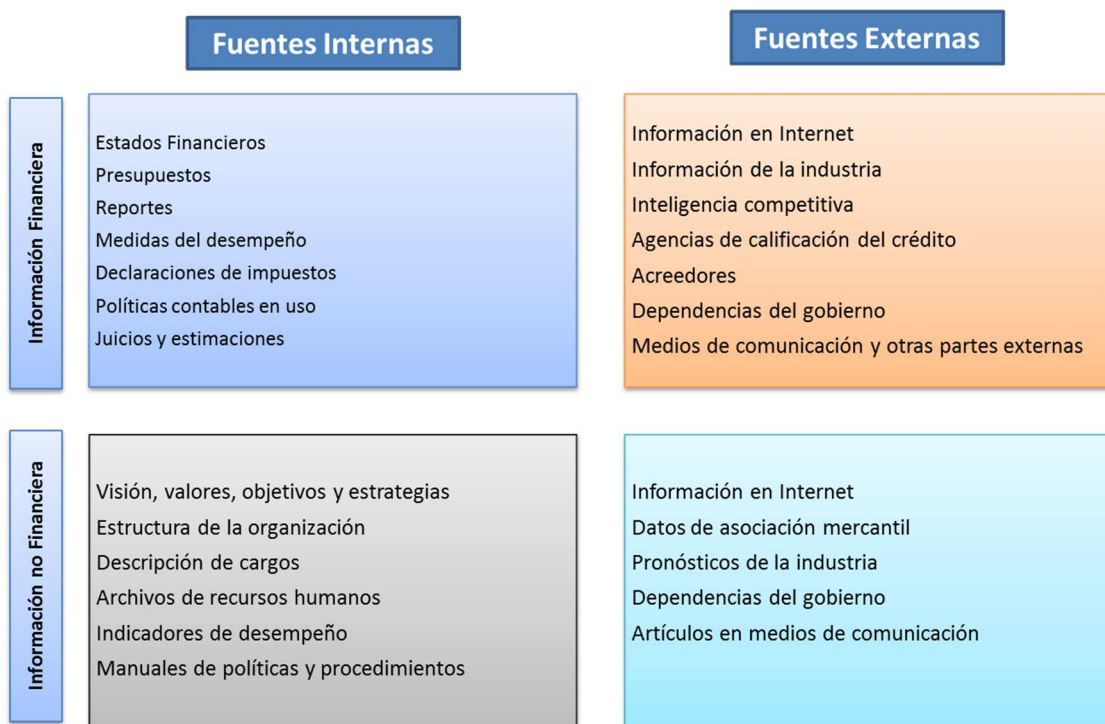 Fuentes Internas
Fuentes Externas
Información Financiera
Estados Financieros
Presupuestos
Reportes
Medidas del desempeño
Declaraciones de impuestos
Políticas contables en uso
Juicios y estimaciones
Información en Internet
Información de la industria
Inteligencia competitiva
Agencias de calificación del crédito
Acreedores
Dependencias del gobierno
Medios de comunicación y otras partes externas
Información no Financiera
Visión, valores, objetivos y estrategias
Estructura de la organización
Descripción de cargos
Archivos de recursos humanos
Indicadores de desempeño
Manuales de políticas y procedimientos
Información en Internet
Datos de asociación mercantil
Pronósticos de la industria
Dependencias del gobierno
Artículos en medios de comunicación